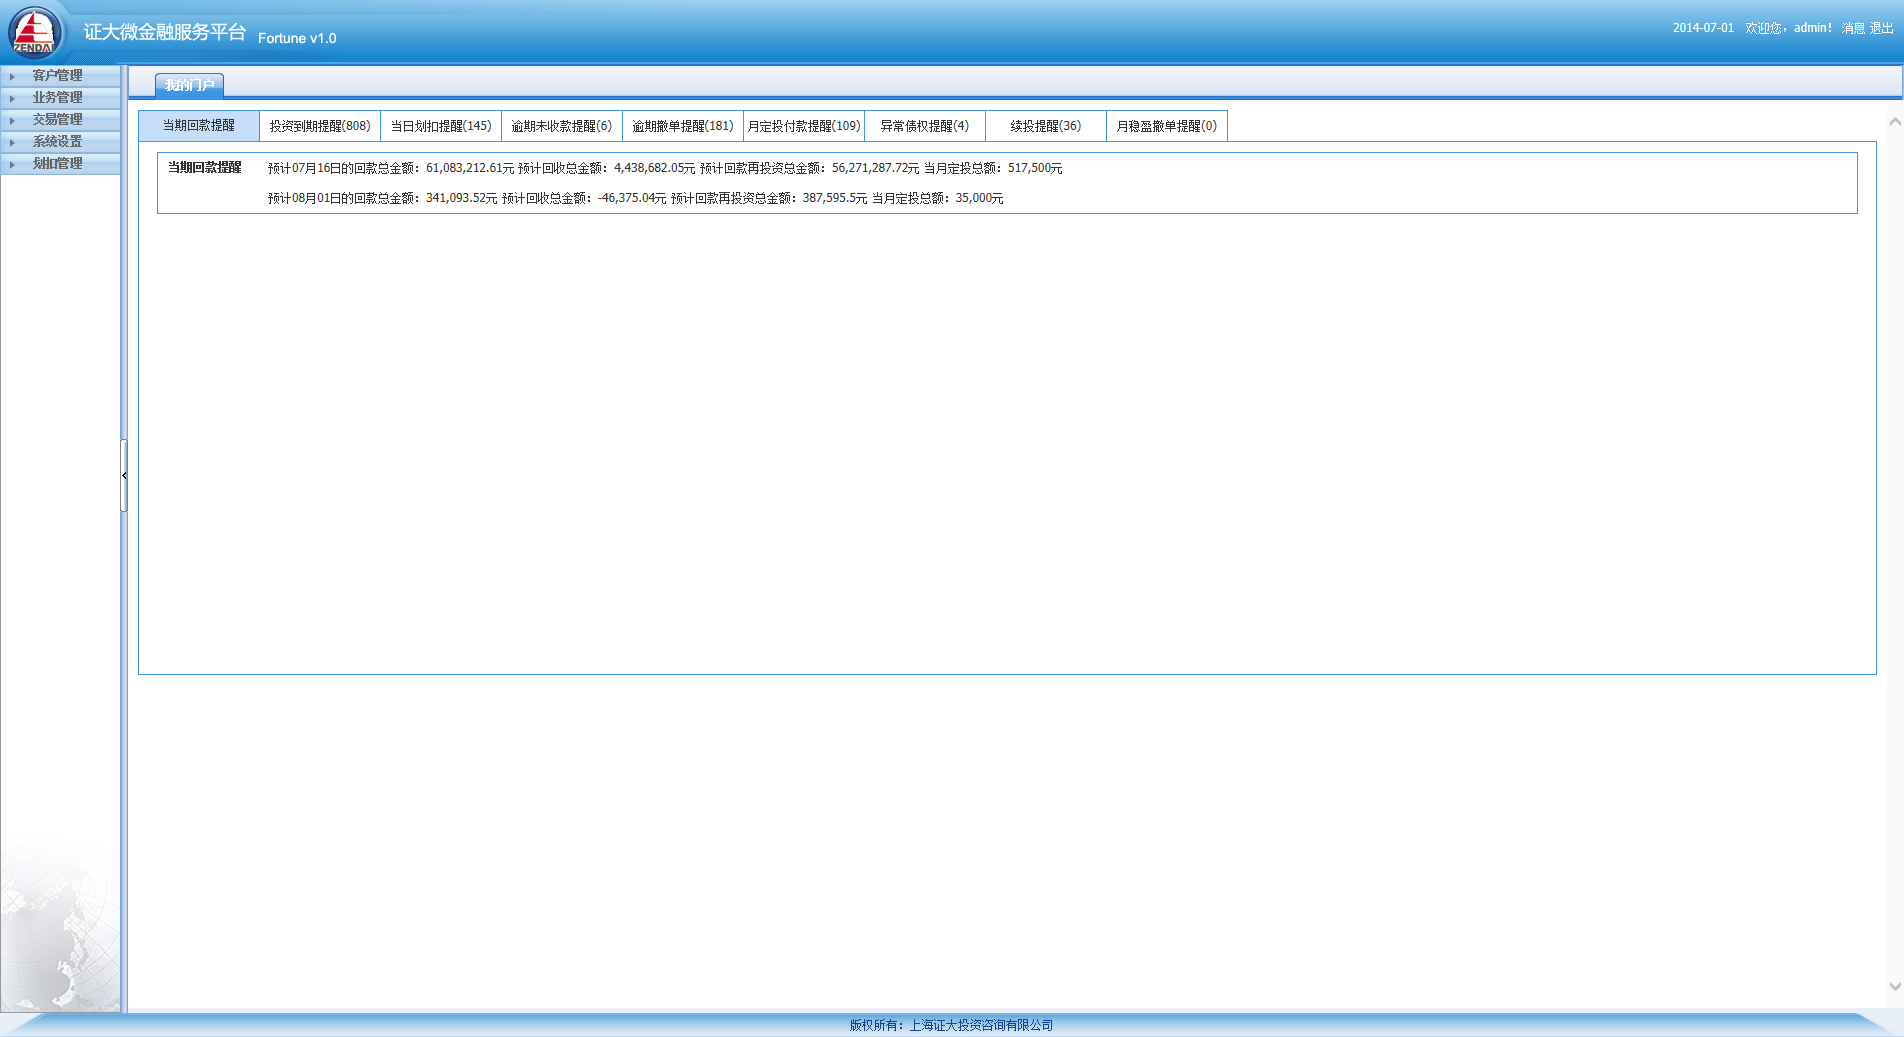 ZENDAI
证大微金融服务平台 Fortune v1.0
2014-07-01 欢迎您，admin! 消息 退出
客户管理
业务管理
交易管理
系统设置
划扣管理
我的门户
当期回款提醒 投资到期提醒(808) 当日划扣提醒(145) 逾期未收款提醒(6) 逾期撤单提醒(181) 月定投付款提醒(109) 异常债权提醒(4) 续投提醒(36) 月稳盈撤单提醒(0)
当期回款提醒 预计07月16日的回款总金额：61,083,212.61元 预计回收总金额：4,438,682.05元 预计回款再投资总金额：56,271,287.72元 当月定投总额：517,500元
预计08月01日的回款总金额：341,093.52元 预计回收总金额：-46,375.04元 预计回款再投资总金额：387,595.5元 当月定投总额：35,000元
版权所有：上海证大投资咨询有限公司